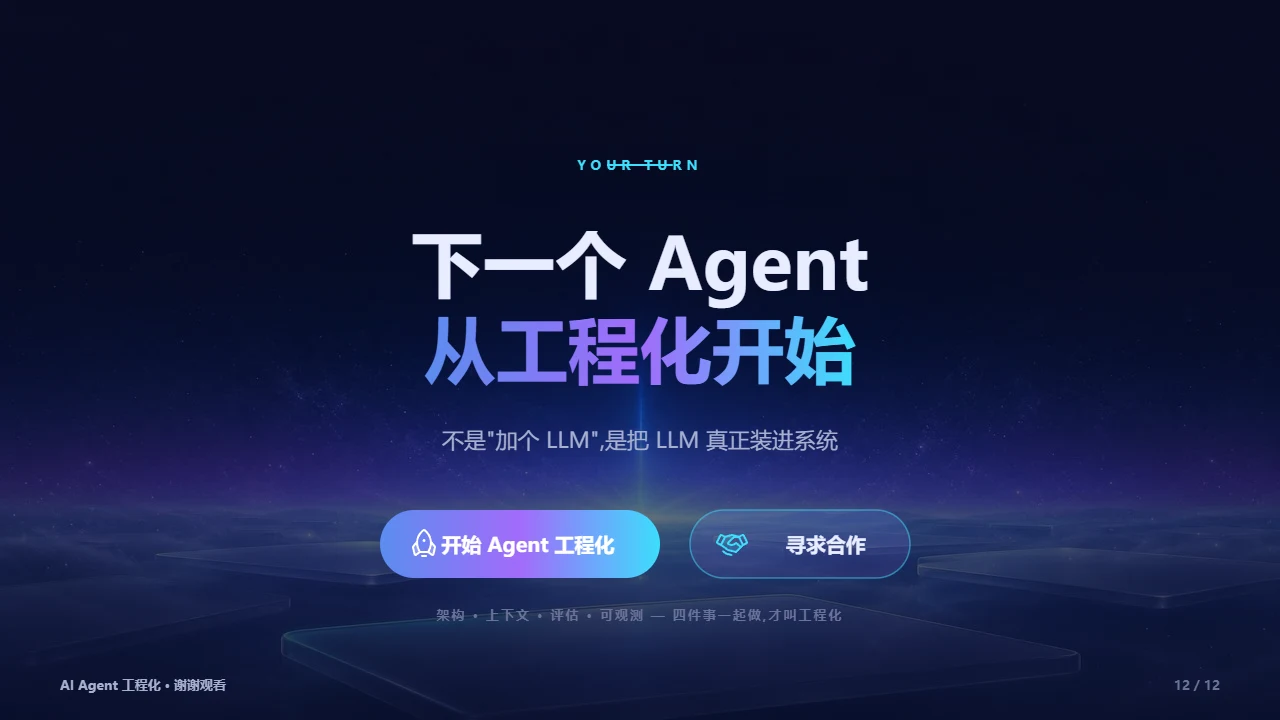 YOUR TURN
下一个 Agent
从工程化开始
不是"加个 LLM",是把 LLM 真正装进系统
开始 Agent 工程化
寻求合作
架构 • 上下文 • 评估 • 可观测 — 四件事一起做,才叫工程化
AI Agent 工程化 • 谢谢观看
12 / 12